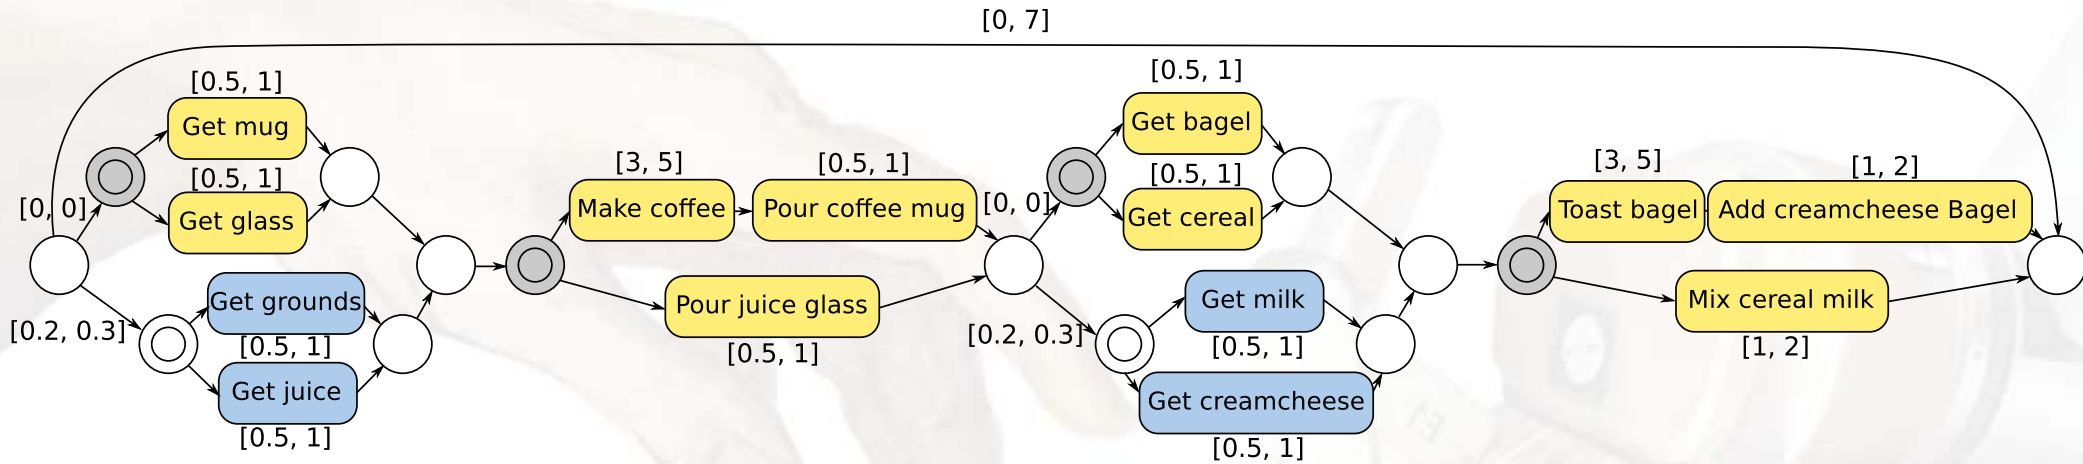 [0, 7]
[0.5, 1]
Get mug
[0.5, 1]
Get glass
[0, 0]
[0.2, 0.3]
Get grounds
[0.5, 1]
Get juice
[0.5, 1]
[3, 5]
Make coffee
[0.5, 1]
Pour coffee mug
Pour juice glass
[0.5, 1]
[0, 0]
[0.2, 0.3]
[0.5, 1]
Get bagel
[0.5, 1]
Get cereal
Get milk
[0.5, 1]
Get creamcheese
[0.5, 1]
[3, 5]
Toast bagel
[1, 2]
Add creamcheese Bagel
Mix cereal milk
[1, 2]